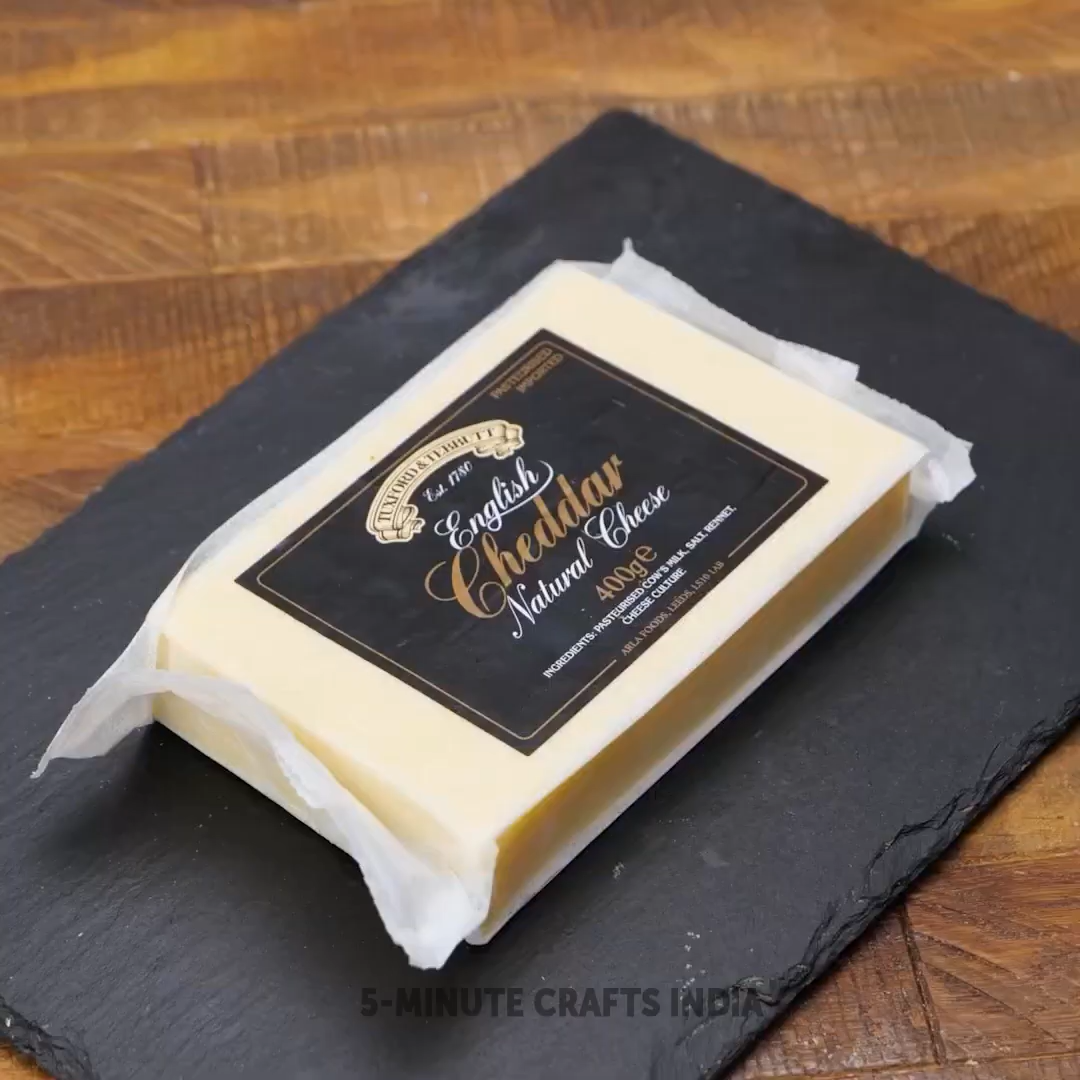 PASTEURISED
IMPORTED
TUXFORD & TEBBUTT
Est. 1780
English
Cheddar
Natural Cheese
400g℮
INGREDIENTS: PASTEURISED COW'S MILK, SALT, RENNET,
CHEESE CULTURE
ARLA FOODS, LEEDS, LS10 1AB
5-MINUTE CRAFTS INDIA